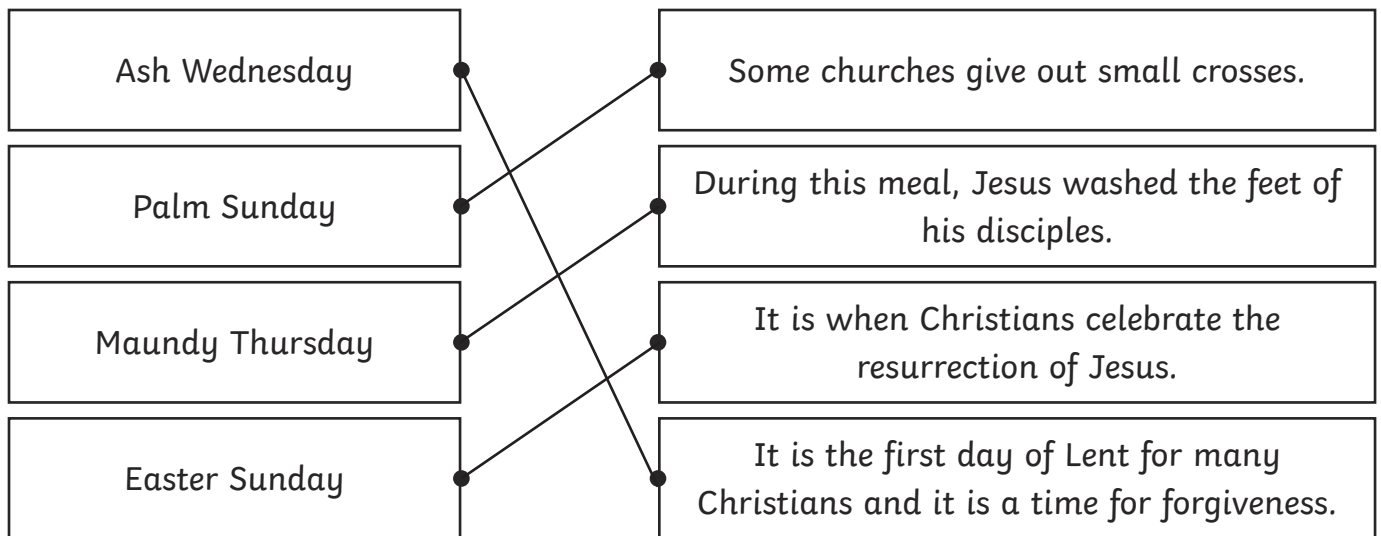 Ash Wednesday
Some churches give out small crosses.
Palm Sunday
During this meal, Jesus washed the feet of
his disciples.
Maundy Thursday
It is when Christians celebrate the
resurrection of Jesus.
Easter Sunday
It is the first day of Lent for many
Christians and it is a time for forgiveness.